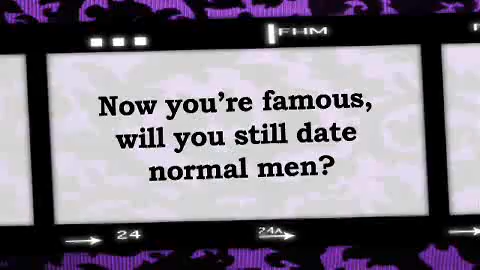 FHM
Now you're famous,
will you still date
normal men?
24
24A